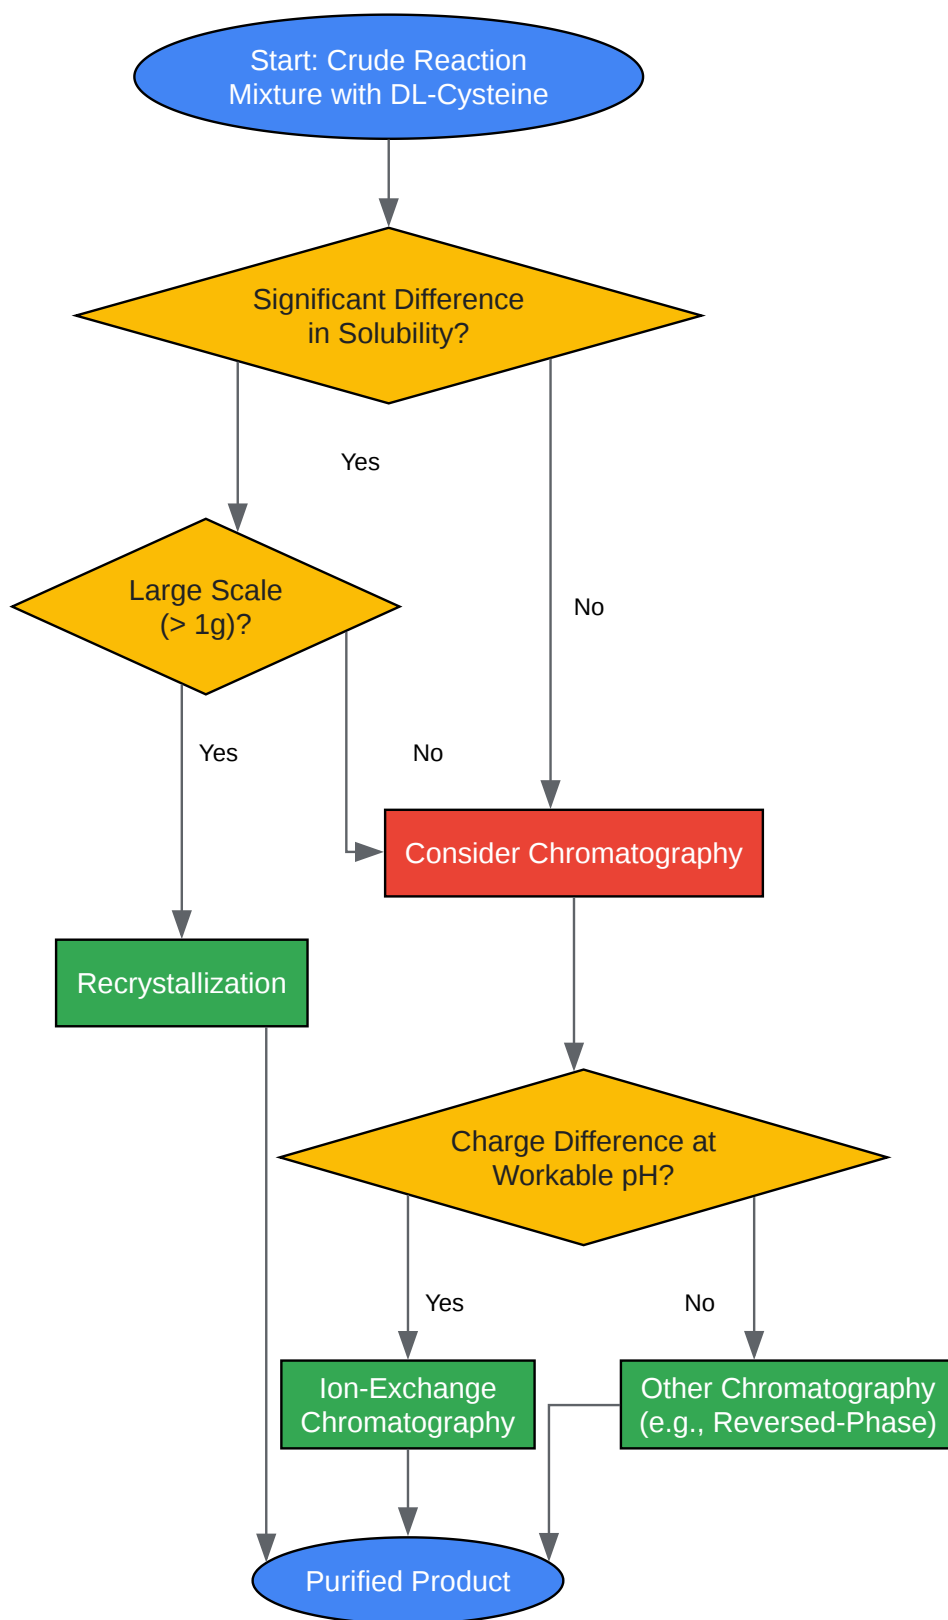 Start: Crude Reaction
Mixture with DL-Cysteine
Significant Difference
in Solubility?
Yes
No
Large Scale
(> 1g)?
Yes
No
Consider Chromatography
Recrystallization
Charge Difference at
Workable pH?
Yes
No
Ion-Exchange
Chromatography
Other Chromatography
(e.g., Reversed-Phase)
Purified Product